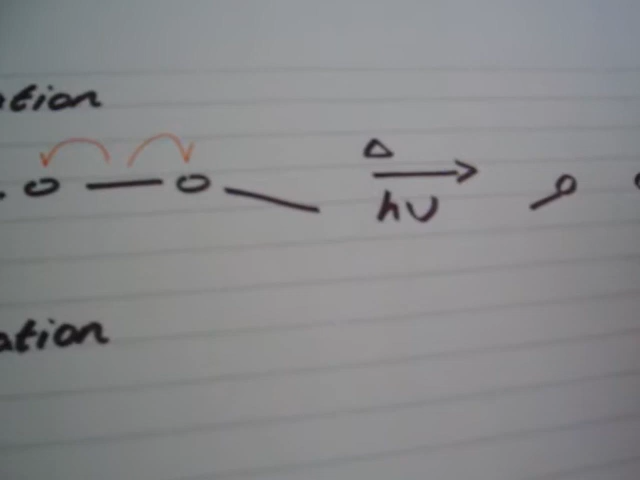 ation
o — o Δ hν o
ation